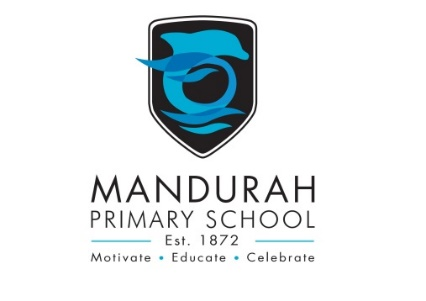 MANDURAH
PRIMARY SCHOOL
Est. 1872
Motivate • Educate • Celebrate